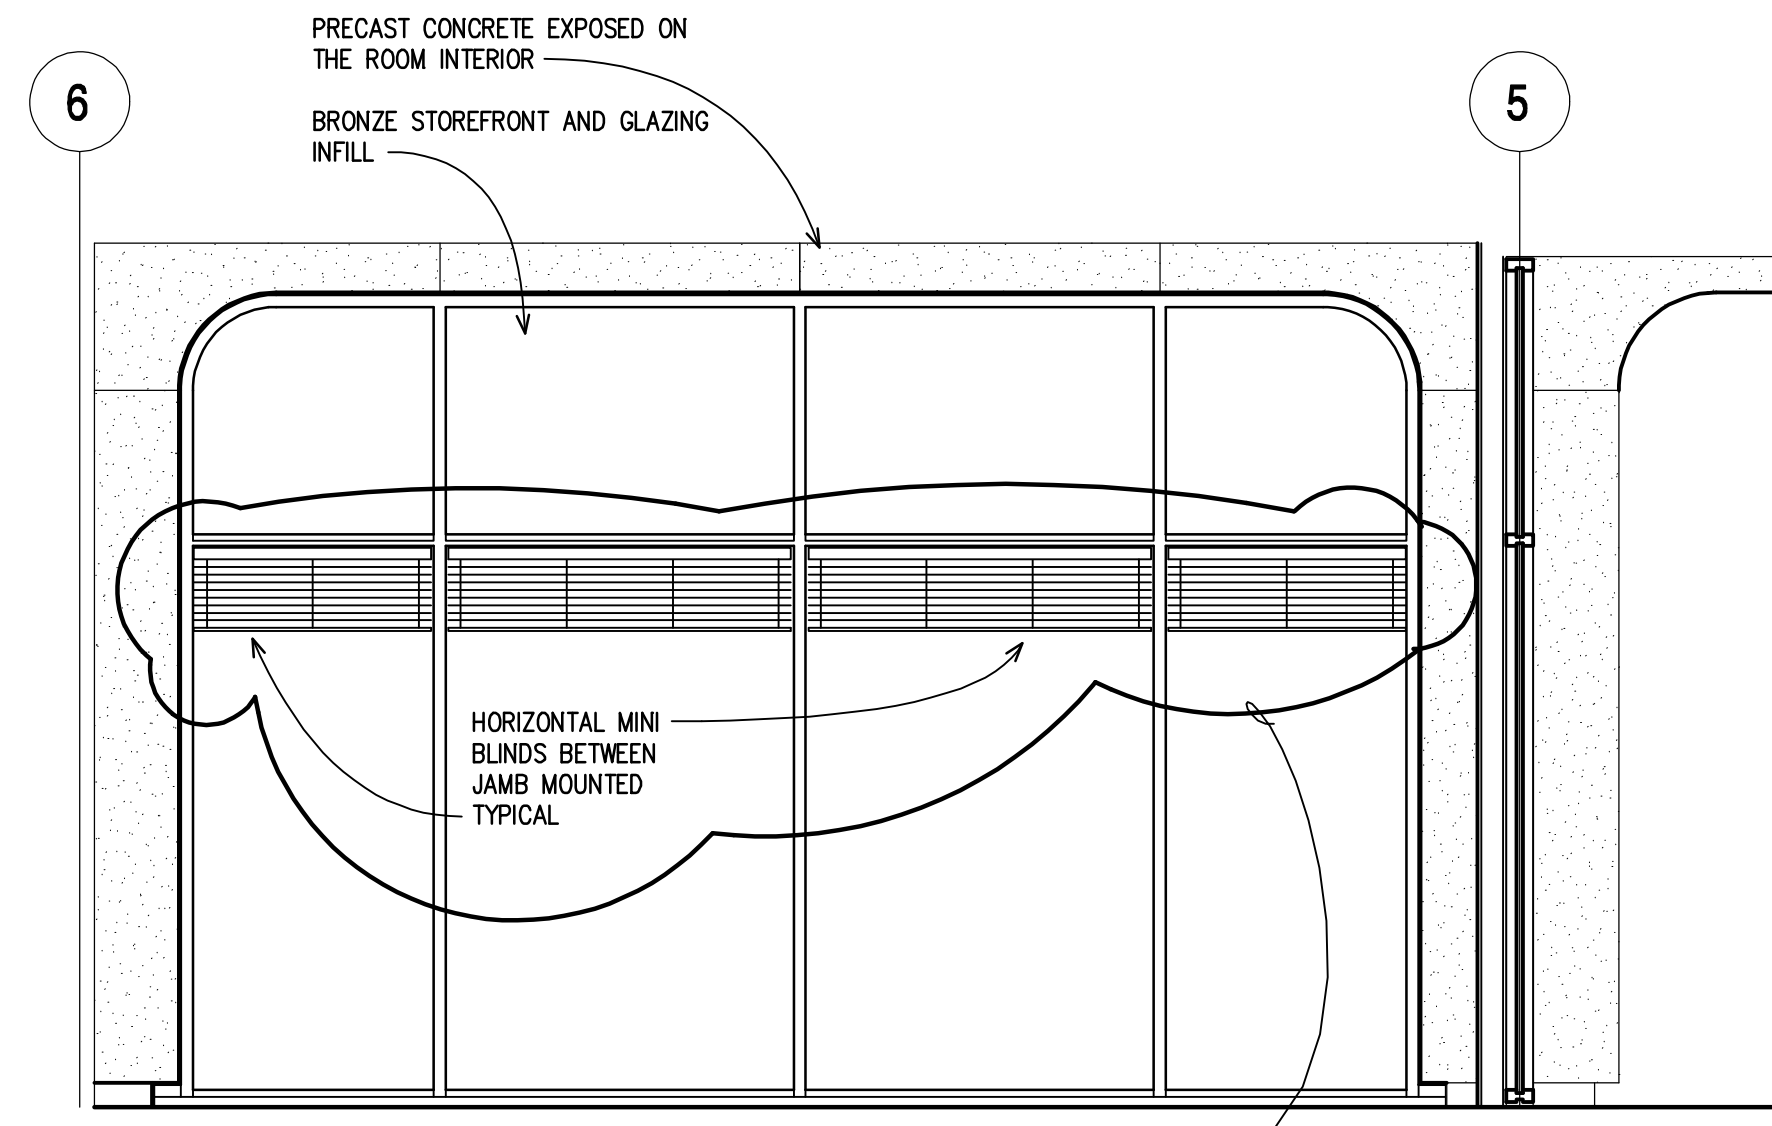 PRECAST CONCRETE EXPOSED ON
THE ROOM INTERIOR
6
5
BRONZE STOREFRONT AND GLAZING
INFILL
HORIZONTAL MINI
BLINDS BETWEEN
JAMB MOUNTED
TYPICAL